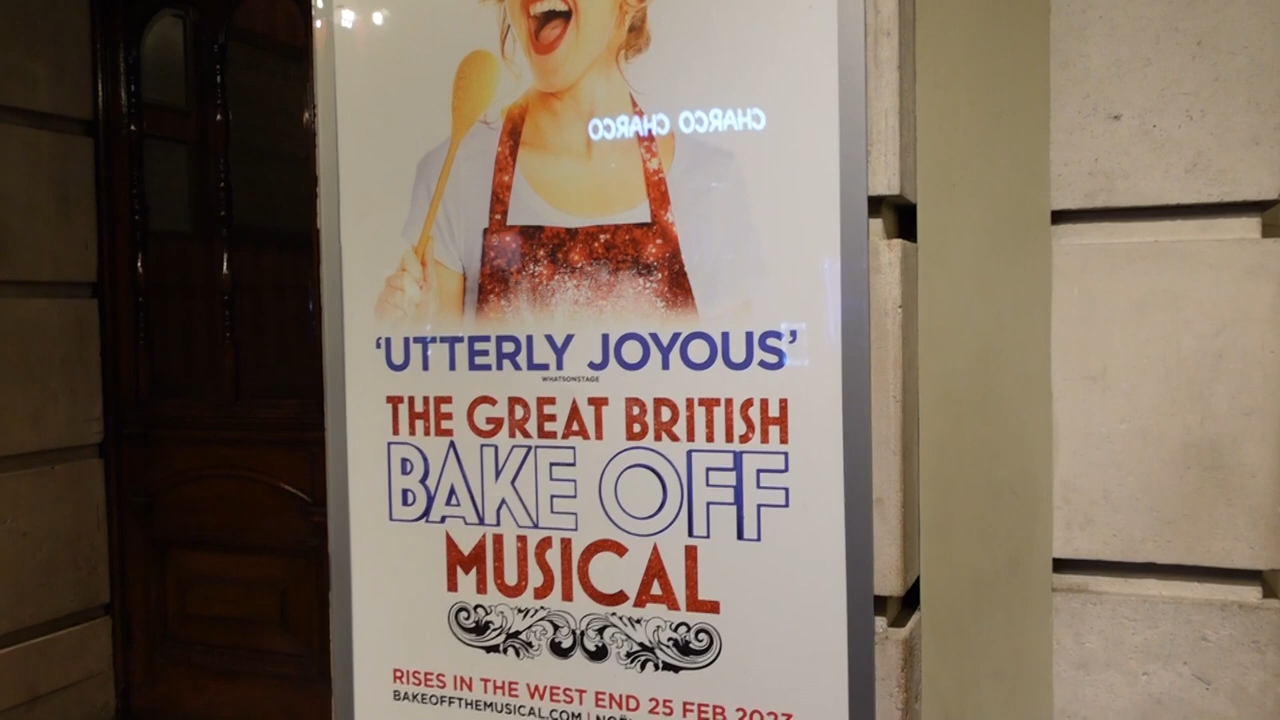 CHARCO CHARCO
‘UTTERLY JOYOUS’
WHATSONSTAGE
THE GREAT BRITISH
BAKE OFF
MUSICAL
RISES IN THE WEST END 25 FEB 2023
BAKEOFFTHEMUSICAL.COM |